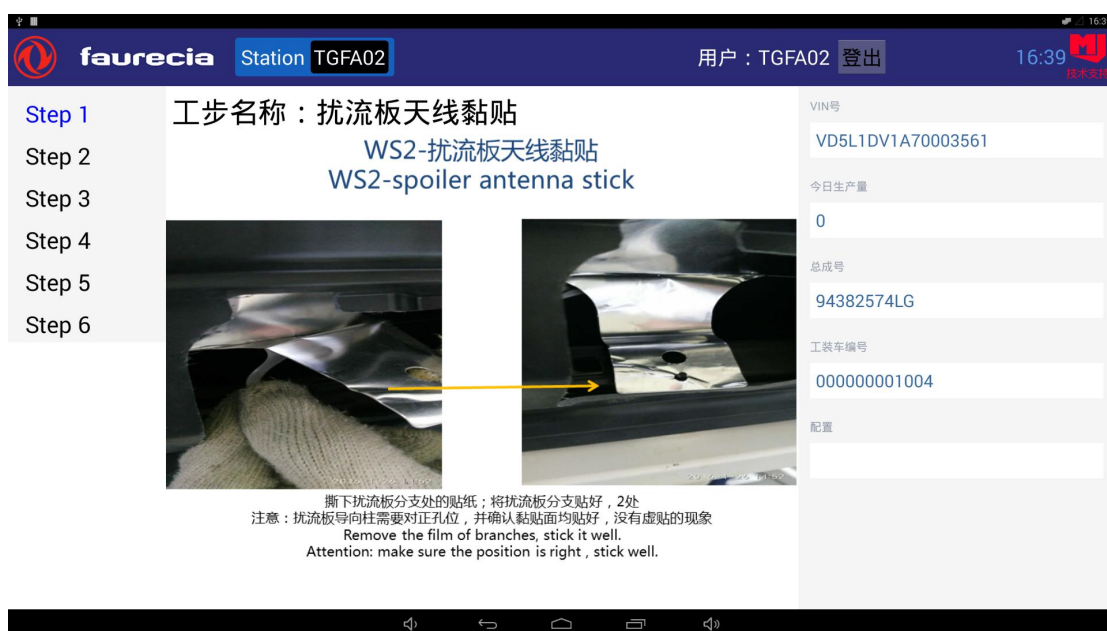 16:3
faurecia
Station TGFA02
用户：TGFA02 登出
16:39
技术支持
Step 1
Step 2
Step 3
Step 4
Step 5
Step 6
工步名称：扰流板天线黏贴
WS2-扰流板天线黏贴
WS2-spoiler antenna stick
撕下扰流板分支处的贴纸；将扰流板分支贴好，2处
注意：扰流板导向柱需要对正孔位，并确认黏贴面均贴好，没有虚贴的现象
Remove the film of branches, stick it well.
Attention: make sure the position is right , stick well.
VIN号
VD5L1DV1A70003561
今日生产量
0
总成号
94382574LG
工装车编号
000000001004
配置